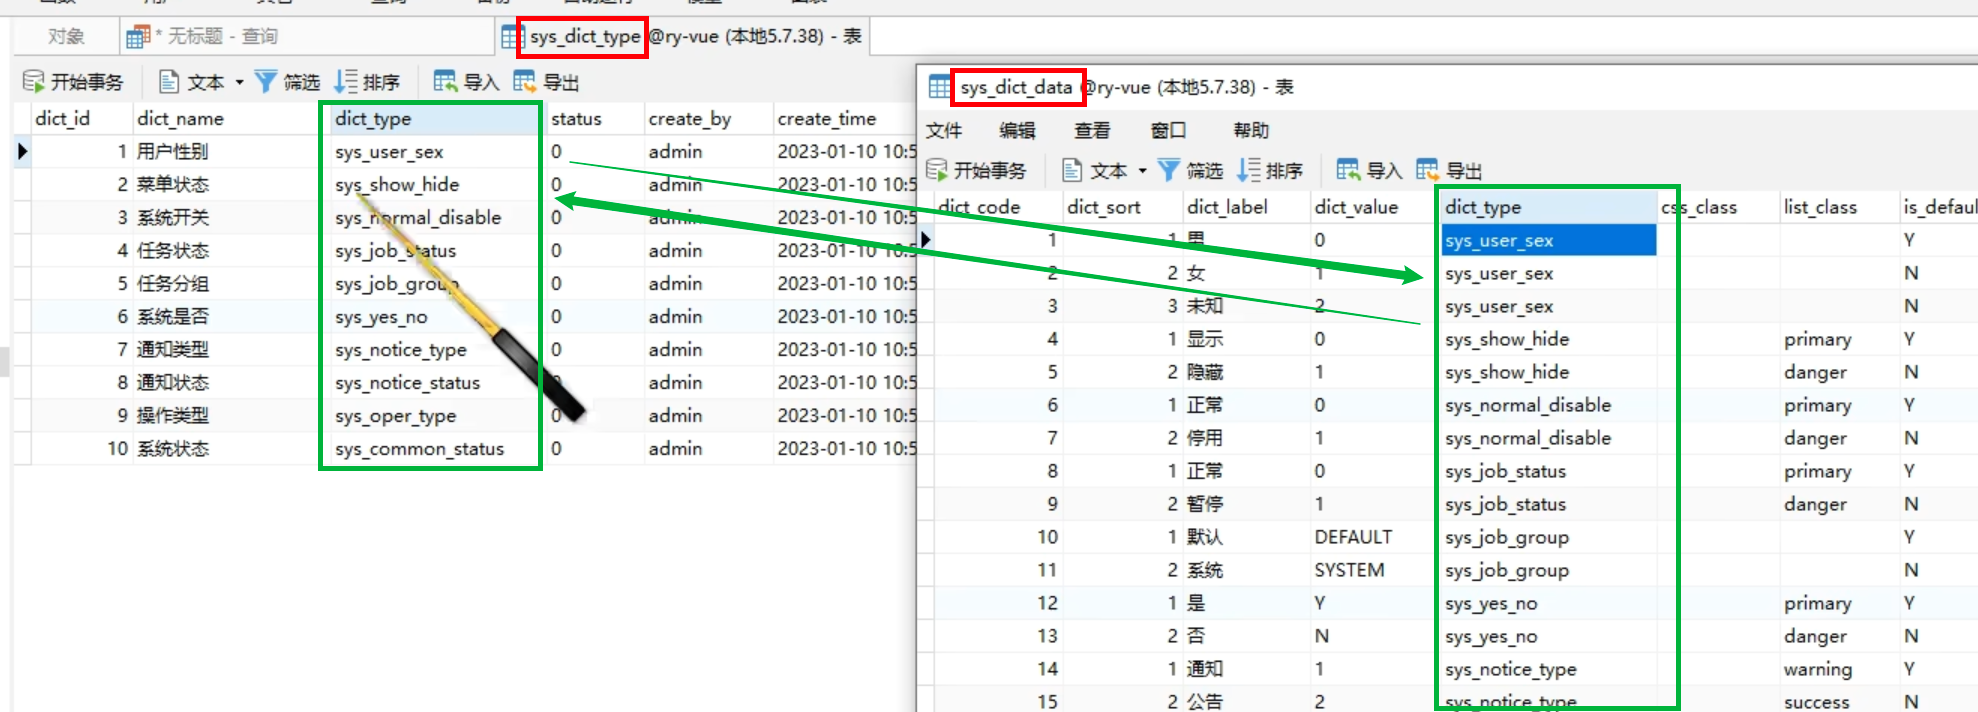 对象
* 无标题 - 查询
sys_dict_type @ry-vue (本地5.7.38) - 表
开始事务 文本 筛选 排序 导入 导出
dict_id dict_name dict_type status create_by create_time
1 用户性别 sys_user_sex 0 admin 2023-01-10 10:5
2 菜单状态 sys_show_hide 0 admin 2023-01-10 10:5
3 系统开关 sys_normal_disable 0 admin 2023-01-10 10:5
4 任务状态 sys_job_status 0 admin 2023-01-10 10:5
5 任务分组 sys_job_group 0 admin 2023-01-10 10:5
6 系统是否 sys_yes_no 0 admin 2023-01-10 10:5
7 通知类型 sys_notice_type 0 admin 2023-01-10 10:5
8 通知状态 sys_notice_status 0 admin 2023-01-10 10:5
9 操作类型 sys_oper_type 0 admin 2023-01-10 10:5
10 系统状态 sys_common_status 0 admin 2023-01-10 10:5
sys_dict_data @ry-vue (本地5.7.38) - 表
文件 编辑 查看 窗口 帮助
开始事务 文本 筛选 排序 导入 导出
dict_code dict_sort dict_label dict_value dict_type css_class list_class is_defaul
1 1 男 0 sys_user_sex Y
2 2 女 1 sys_user_sex N
3 3 未知 2 sys_user_sex N
4 1 显示 0 sys_show_hide primary Y
5 2 隐藏 1 sys_show_hide danger N
6 1 正常 0 sys_normal_disable primary Y
7 2 停用 1 sys_normal_disable danger N
8 1 正常 0 sys_job_status primary Y
9 2 暂停 1 sys_job_status danger N
10 1 默认 DEFAULT sys_job_group Y
11 2 系统 SYSTEM sys_job_group N
12 1 是 Y sys_yes_no primary Y
13 2 否 N sys_yes_no danger N
14 1 通知 1 sys_notice_type warning Y
15 2 公告 2 sys_notice_type success N